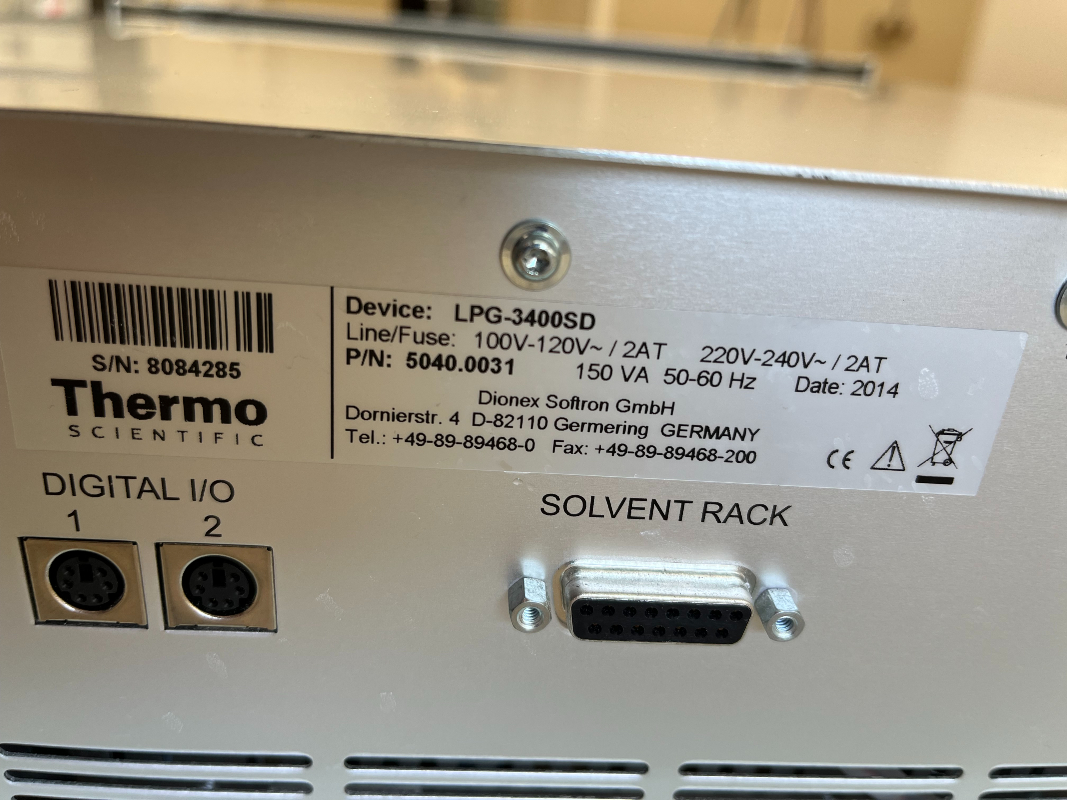 S/N: 8084285
Thermo
SCIENTIFIC
Device: LPG-3400SD
Line/Fuse: 100V-120V~ / 2AT 220V-240V~ / 2AT
P/N: 5040.0031 150 VA 50-60 Hz Date: 2014
Dionex Softron GmbH
Dornierstr. 4 D-82110 Germering GERMANY
Tel.: +49-89-89468-0 Fax: +49-89-89468-200
CE
DIGITAL I/O
1 2
SOLVENT RACK